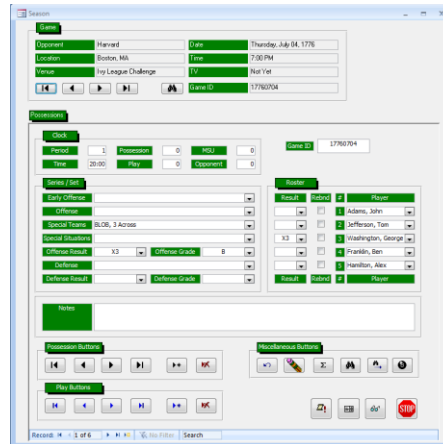 Season
Game
Opponent Harvard Date Thursday, July 04, 1776
Location Boston, MA Time 7:00 PM
Venue Ivy League Challenge TV Not Yet
Game ID 17760704
Possessions
Clock
Period 1 Possession 0 MSU 0
Game ID 17760704
Time 20:00 Play 0 Opponent 0
Series / Set Roster
Early Offense Result Rebnd # Player
Offense 1 Adams, John
Special Teams BLOB, 3 Across 2 Jefferson, Tom
Special Situations X3 3 Washington, George
Offense Result X3 Offense Grade B 4 Franklin, Ben
Defense 5 Hamilton, Alex
Defense Result Defense Grade Result Rebnd # Player
Notes
Possession Buttons Miscellaneous Buttons
Σ
Play Buttons
STOP
Record: 1 of 6 No Filter Search